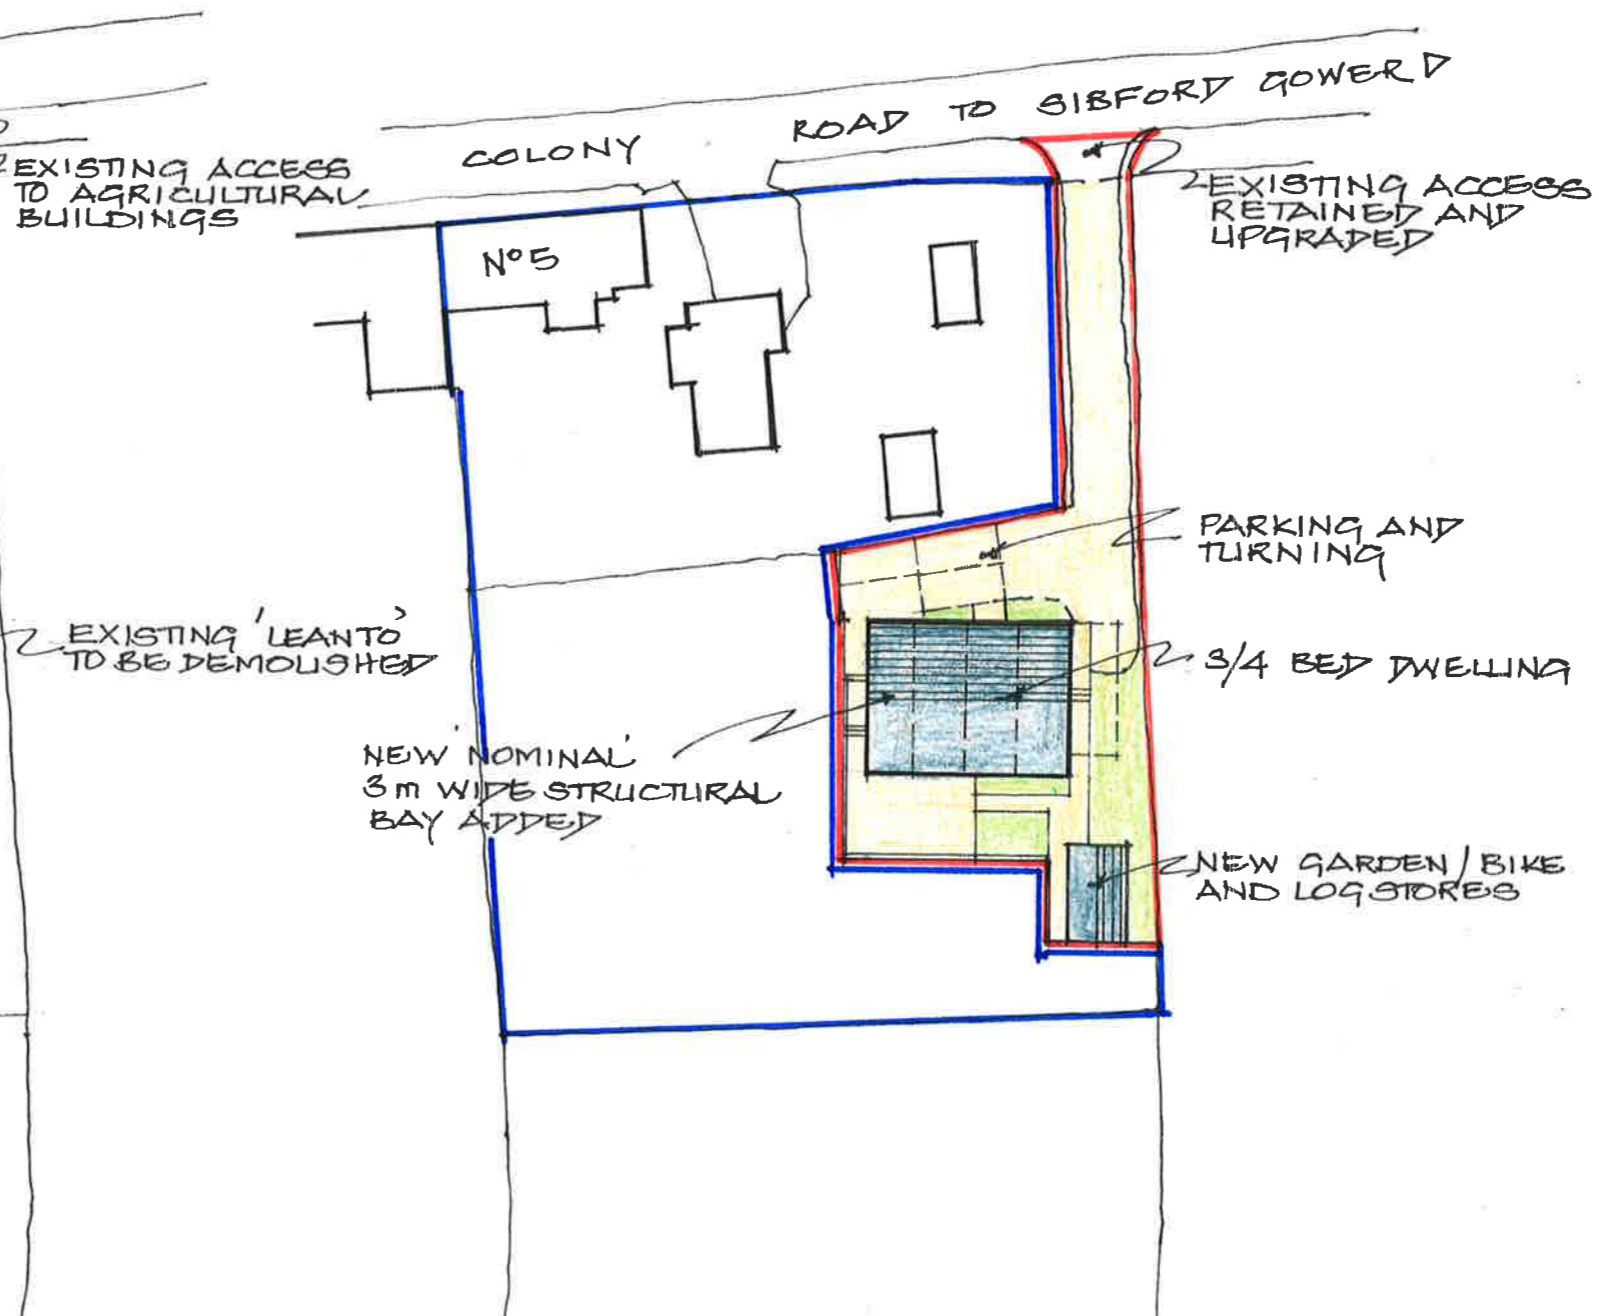 ROAD TO SIBFORD GOWER
COLONY
EXISTING ACCESS
TO AGRICULTURAL
BUILDINGS
EXISTING ACCESS
RETAINED AND
UPGRADED
Nº5
PARKING AND
TURNING
EXISTING 'LEANTO'
TO BE DEMOLISHED
3/4 BED DWELLING
NEW 'NOMINAL'
3m WIDE STRUCTURAL
BAY ADDED
NEW GARDEN/BIKE
AND LOG STORES